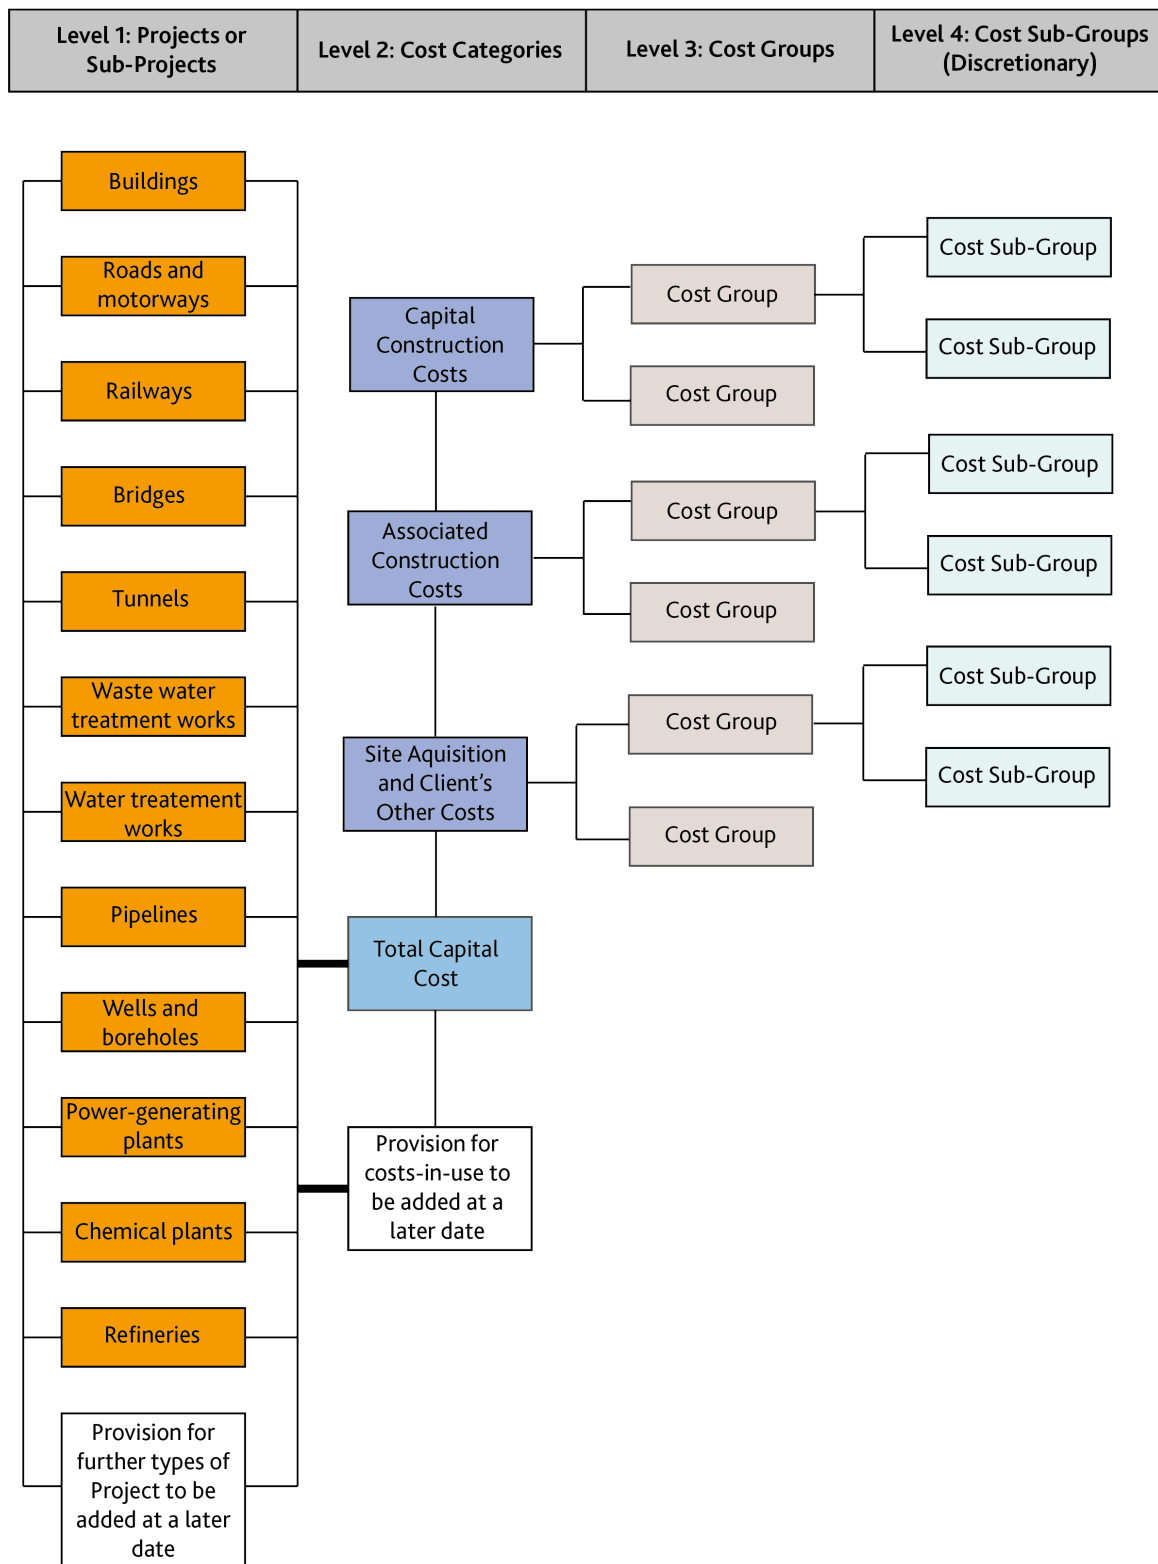 Level 1: Projects or
Sub-Projects
Level 2: Cost Categories
Level 3: Cost Groups
Level 4: Cost Sub-Groups
(Discretionary)
Buildings
Roads and
motorways
Railways
Bridges
Tunnels
Waste water
treatment works
Water treatement
works
Pipelines
Wells and
boreholes
Power-generating
plants
Chemical plants
Refineries
Provision for
further types of
Project to be
added at a later
date
Capital
Construction
Costs
Associated
Construction
Costs
Site Aquisition
and Client’s
Other Costs
Total Capital
Cost
Provision for
costs-in-use to
be added at a
later date
Cost Group
Cost Group
Cost Group
Cost Group
Cost Group
Cost Group
Cost Sub-Group
Cost Sub-Group
Cost Sub-Group
Cost Sub-Group
Cost Sub-Group
Cost Sub-Group